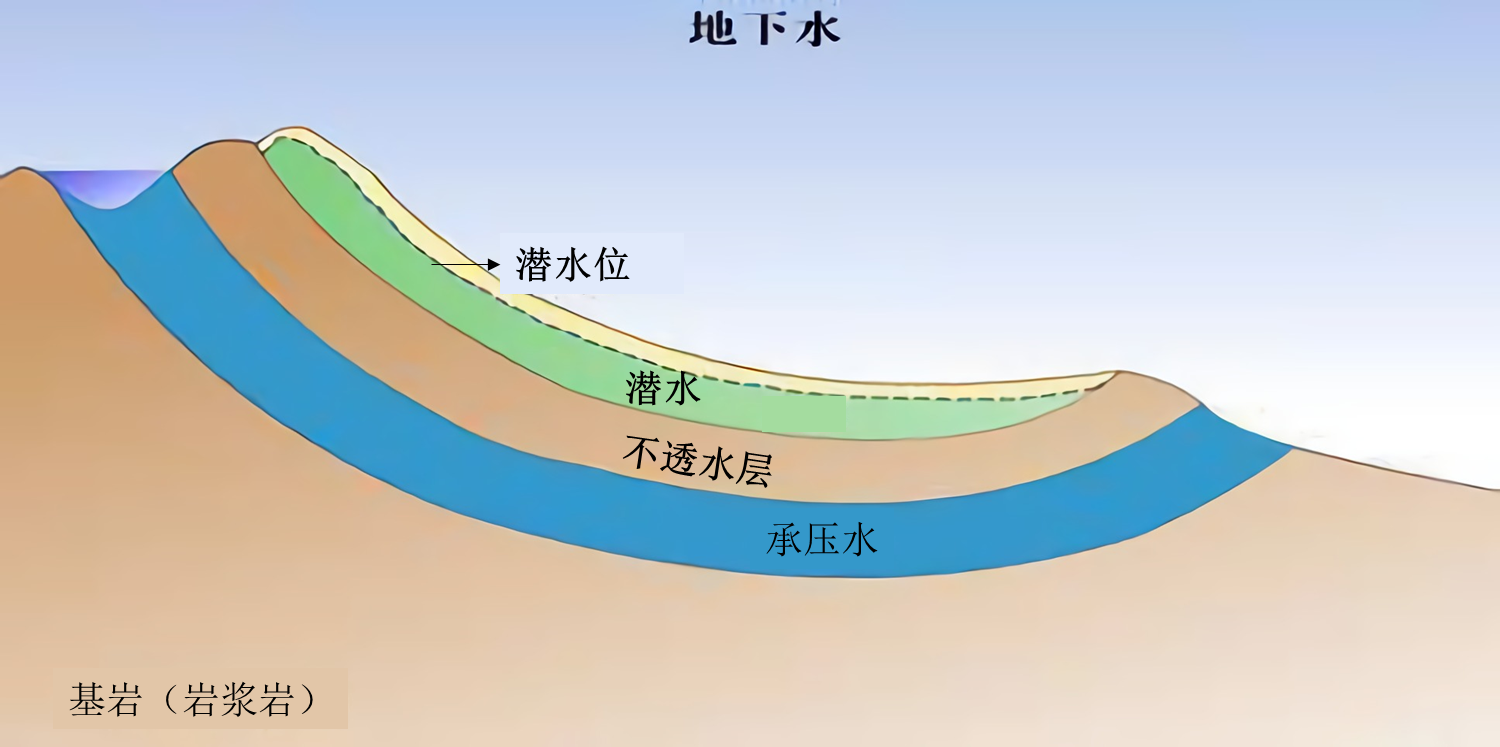 地下水
潜水位
潜水
不透水层
承压水
基岩（岩浆岩）